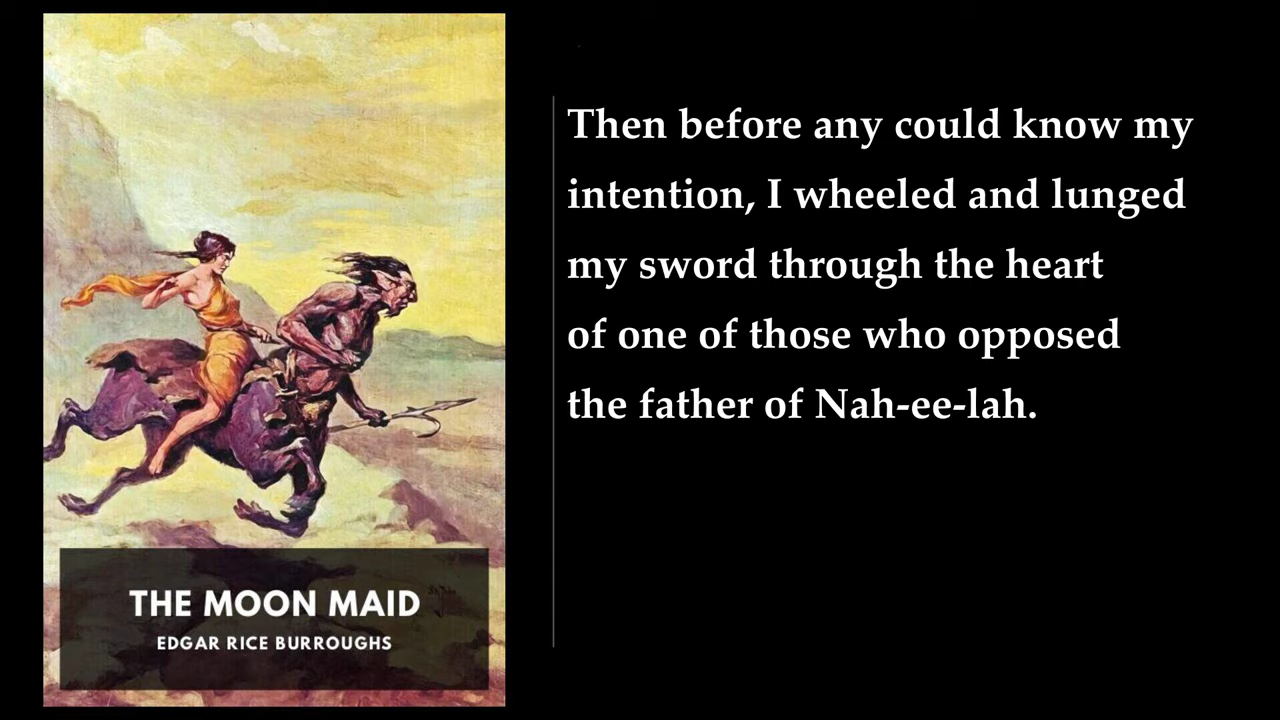 THE MOON MAID
EDGAR RICE BURROUGHS
Then before any could know my
intention, I wheeled and lunged
my sword through the heart
of one of those who opposed
the father of Nah-ee-lah.